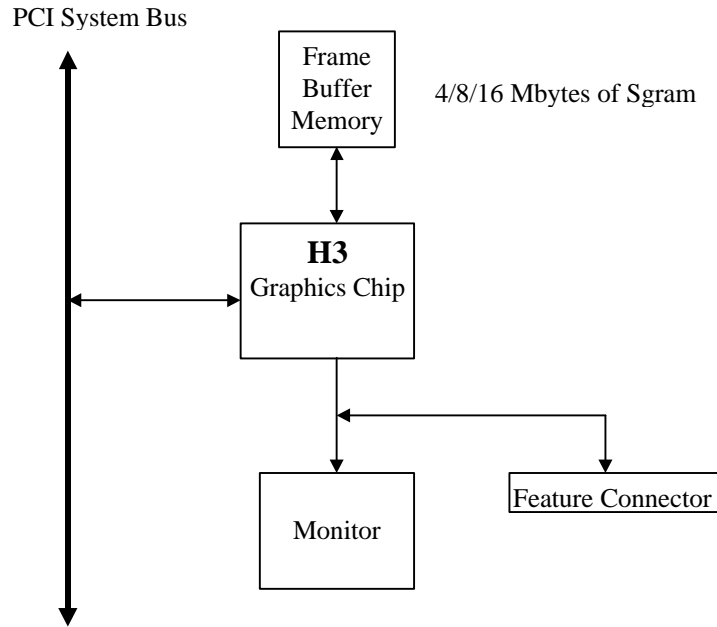 PCI System Bus
Frame
Buffer
Memory
4/8/16 Mbytes of Sgram
H3
Graphics Chip
Monitor
Feature Connector